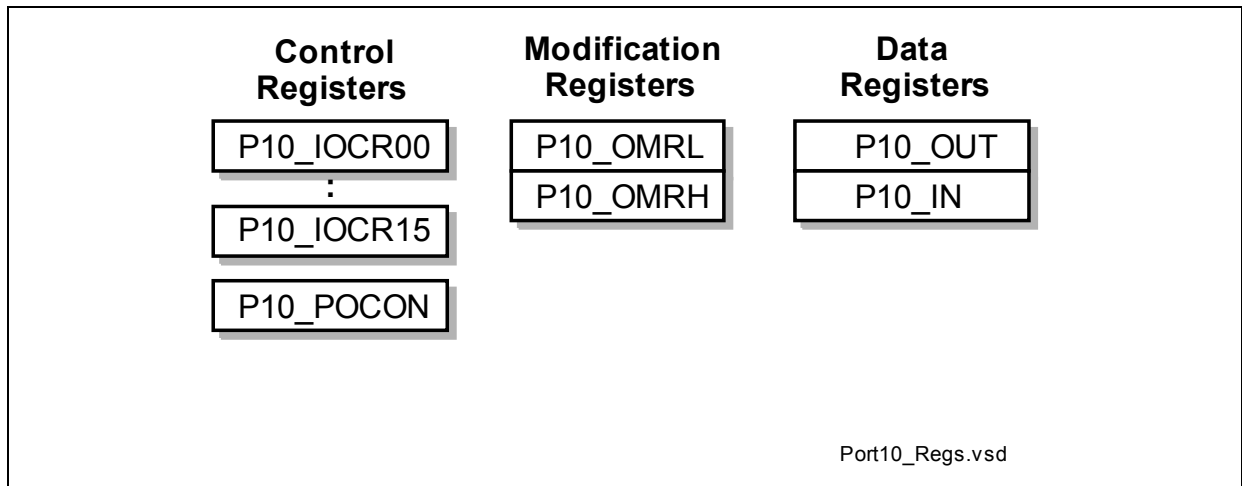 Control
Registers
P10_IOCR00
:
P10_IOCR15
P10_POCON
Modification
Registers
P10_OMRL
P10_OMRH
Data
Registers
P10_OUT
P10_IN
Port10_Regs.vsd